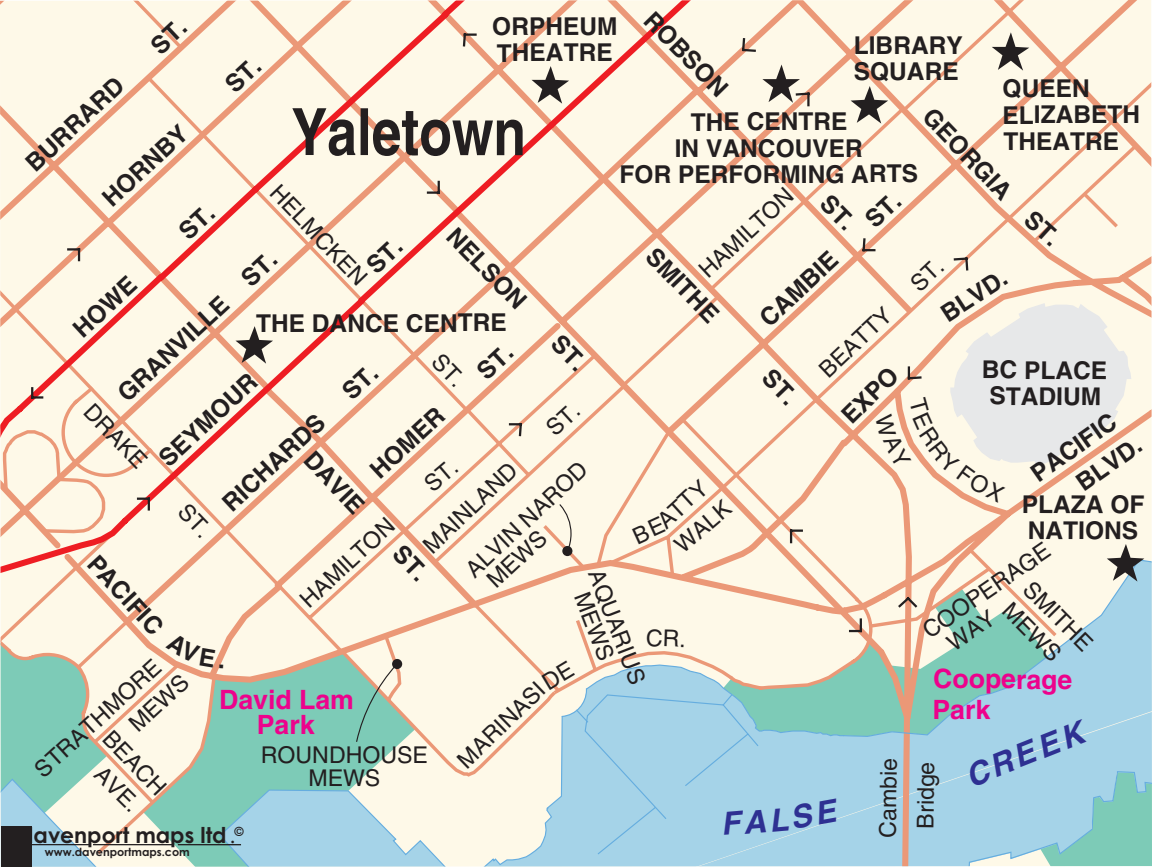 ORPHEUM
THEATRE
ROBSON
ST.
LIBRARY
SQUARE
QUEEN
ELIZABETH
THEATRE
BURRARD
ST.
HORNBY
ST.
Yaletown
THE CENTRE
IN VANCOUVER
FOR PERFORMING ARTS
GEORGIA
ST.
HOWE
ST.
HELMCKEN
ST.
NELSON
ST.
SMITHE
ST.
HAMILTON
CAMBIE
ST.
BEATTY
ST.
EXPO
BLVD.
GRANVILLE
ST.
THE DANCE CENTRE
SEYMOUR
ST.
RICHARDS
ST.
HOMER
ST.
DRAKE
ST.
DAVIE
ST.
HAMILTON
ST.
MAINLAND
ST.
BC PLACE
STADIUM
TERRY FOX
WAY
PACIFIC
BLVD.
PLAZA OF
NATIONS
ALVIN NAROD
MEWS
BEATTY
WALK
PACIFIC AVE.
AQUARIUS
MEWS
COOPERAGE
WAY
SMITHE
MEWS
MARINASIDE
CR.
STRATHMORE
MEWS
BEACH
AVE.
David Lam
Park
ROUNDHOUSE
MEWS
Cooperage
Park
FALSE CREEK
Cambie
Bridge
avenport maps ltd.©
www.davenportmaps.com